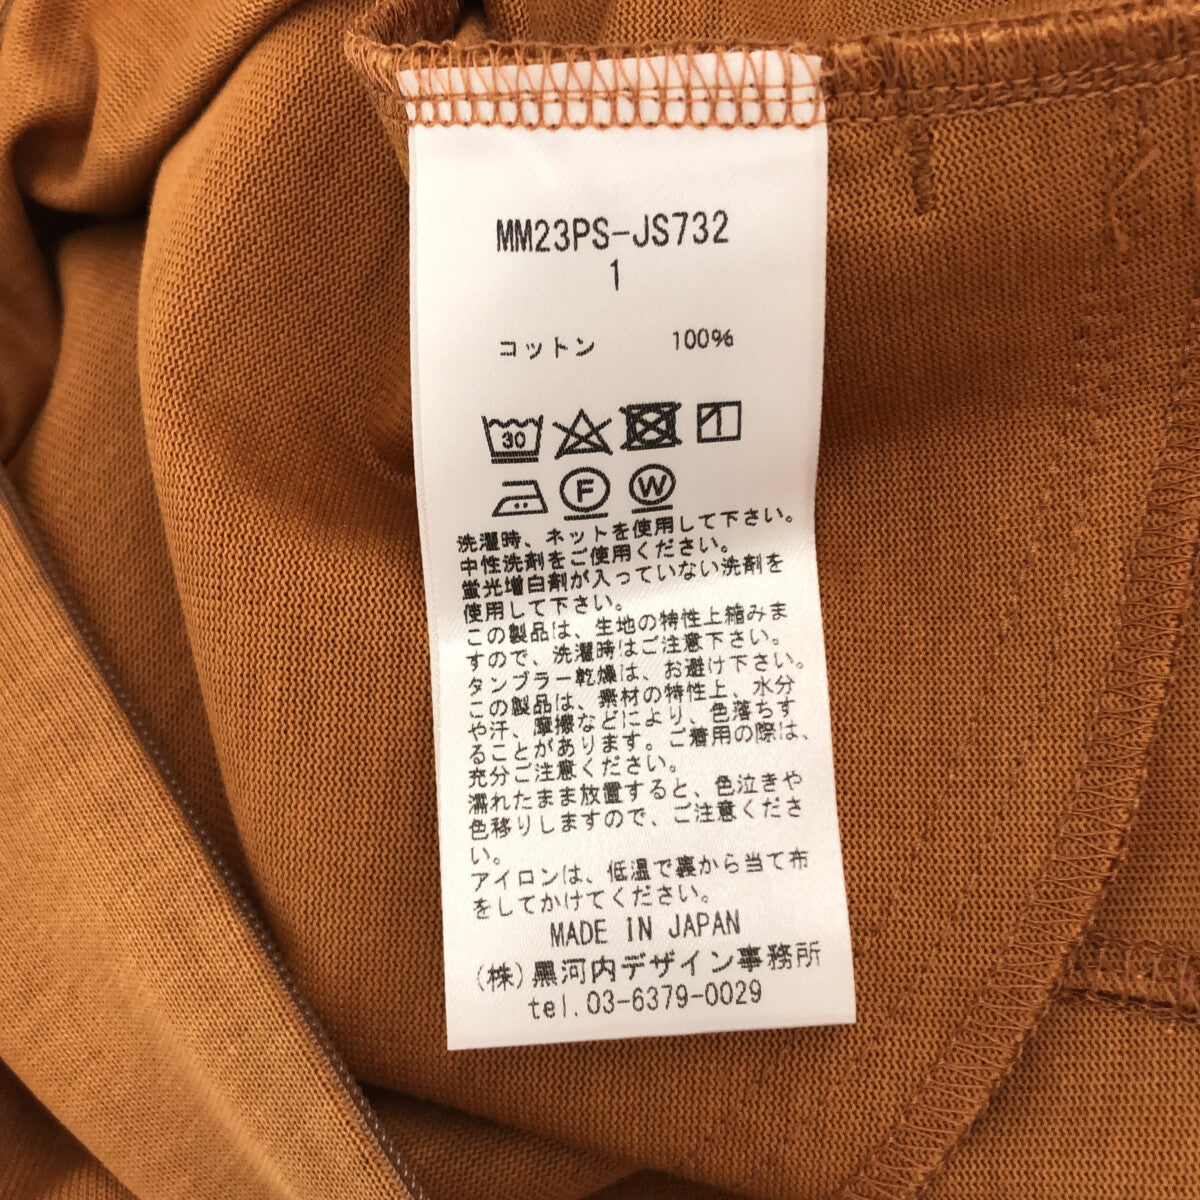 MM23PS-JS732
1
コットン 100%
30
1
F W
洗濯時、ネットを使用して下さい。
中性洗剤をご使用ください。
蛍光増白剤が入っていない洗剤を
使用して下さい。
この製品は、生地の特性上縮みま
すので、洗濯時はご注意下さい。
タンブラー乾燥は、お避け下さい。
この製品は、素材の特性上、水分
や汗、摩擦などにより、色落ちす
ることがあります。ご着用の際は、
充分ご注意ください。
濡れたまま放置すると、色泣きや
色移りしますので、ご注意くださ
い。
アイロンは、低温で裏から当て布
をしてかけてください。
MADE IN JAPAN
(株)黒河内デザイン事務所
tel.03-6379-0029